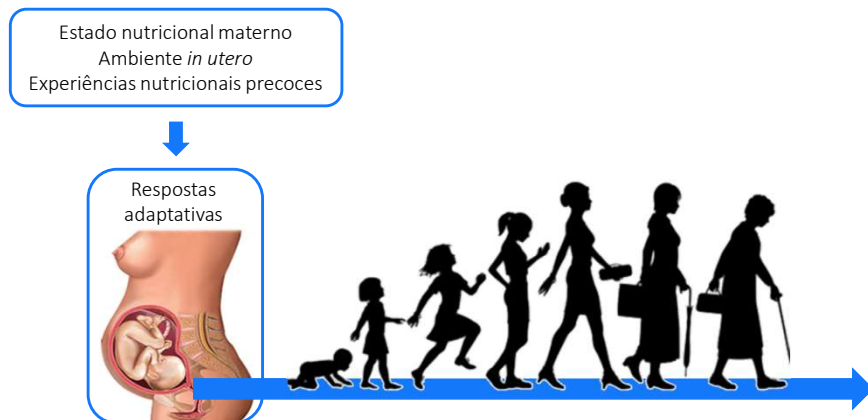 Estado nutricional materno
Ambiente in utero
Experiências nutricionais precoces
Respostas
adaptativas